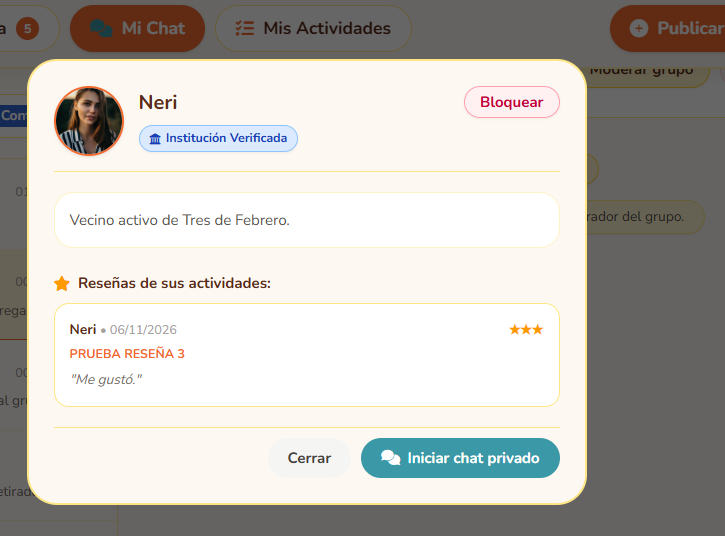 5
Mi Chat
Mis Actividades
Publicar
Moderar grupo
Neri
Bloquear
Institución Verificada
Vecino activo de Tres de Febrero.
rador del grupo.
Reseñas de sus actividades:
Neri • 06/11/2026
PRUEBA RESEÑA 3
"Me gustó."
Cerrar
Iniciar chat privado